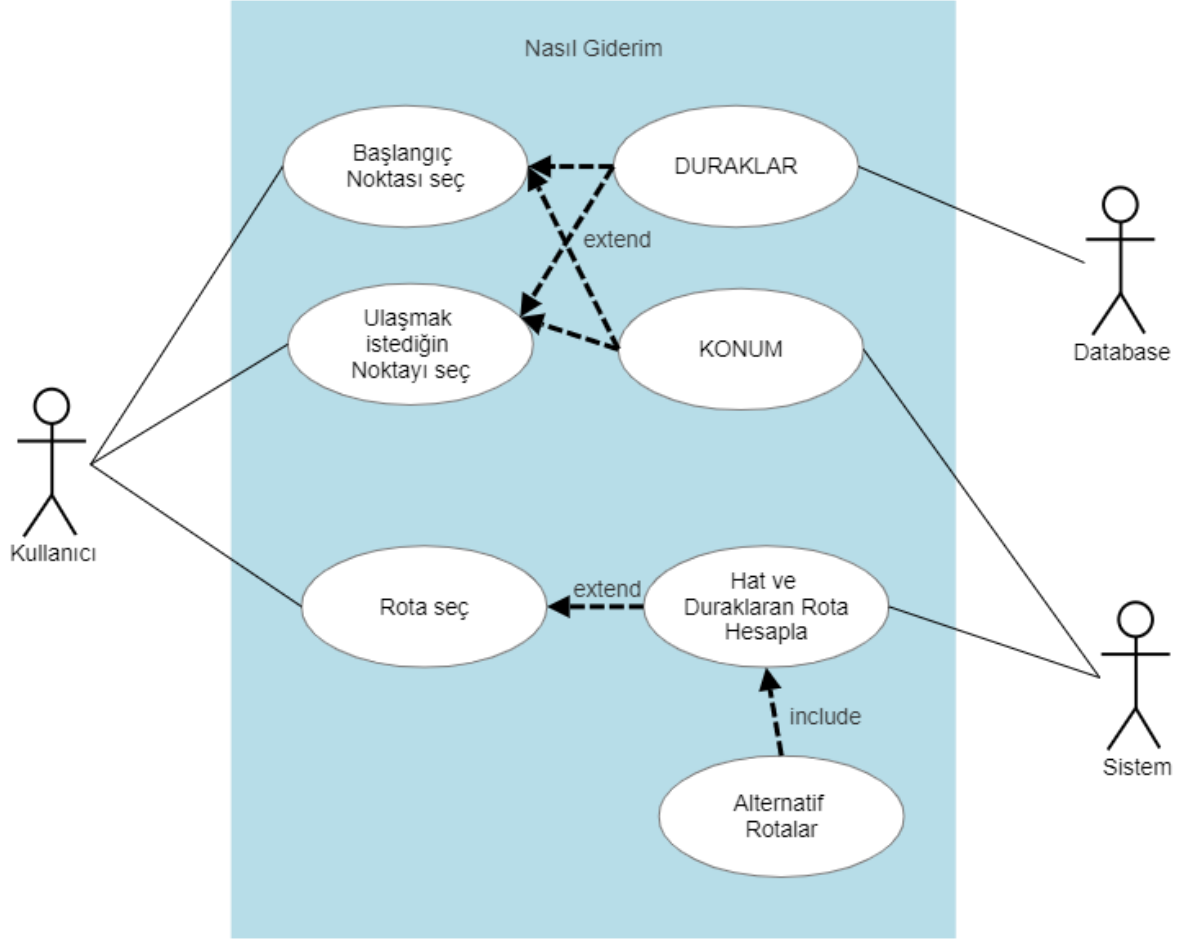 Nasıl Giderim
Başlangıç
Noktası seç
DURAKLAR
extend
Ulaşmak
istediğin
Noktayı seç
KONUM
Database
Kullanıcı
Rota seç
extend
Hat ve
Duraklaran Rota
Hesapla
include
Sistem
Alternatif
Rotalar